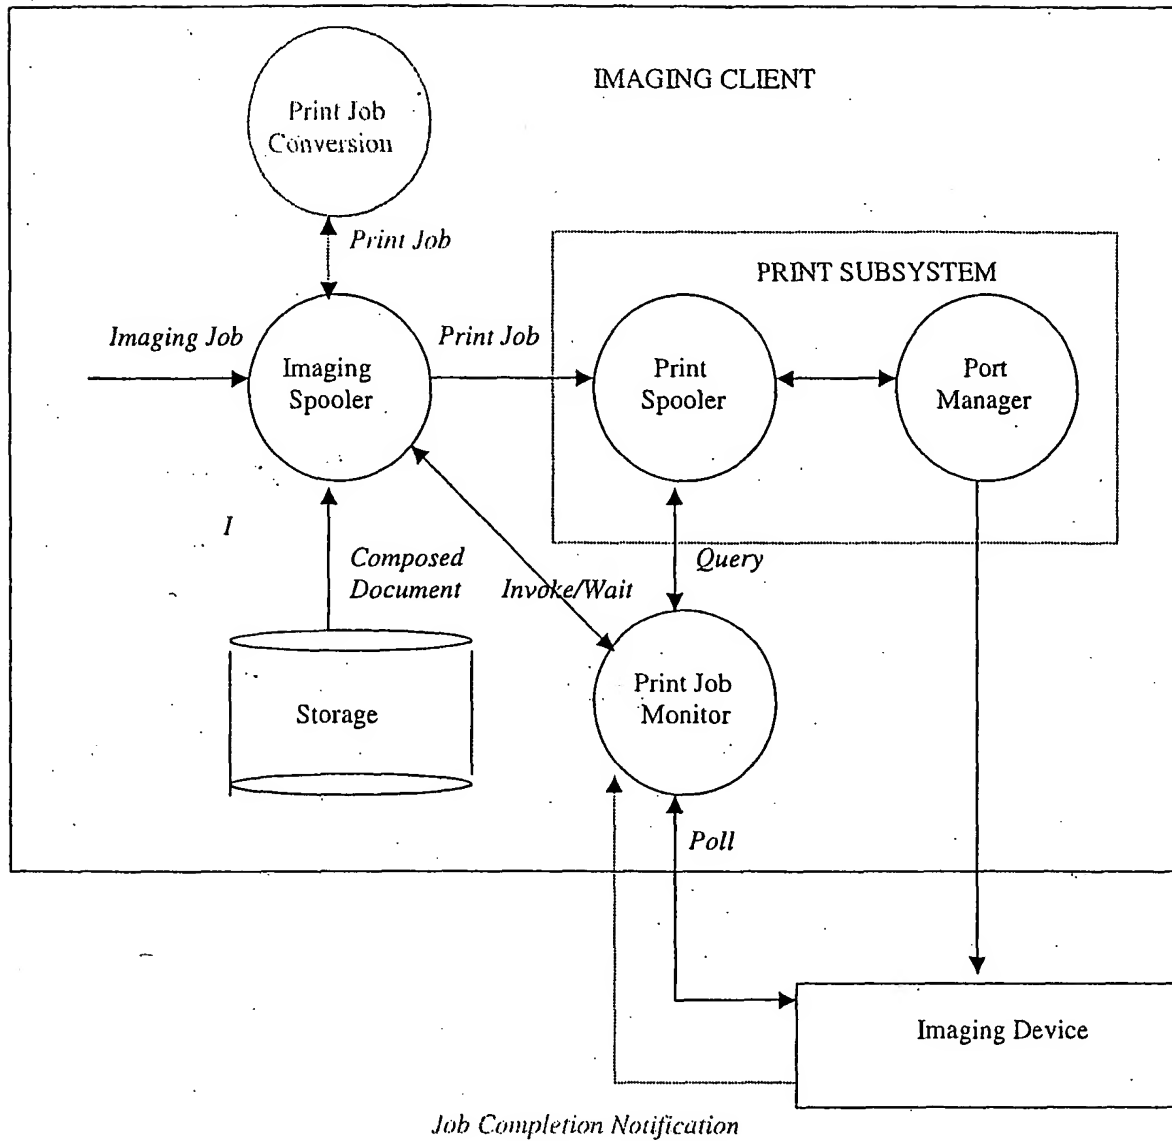 IMAGING CLIENT
Print Job
Conversion
Print Job
PRINT SUBSYSTEM
Imaging Job
Print Job
Imaging
Spooler
Print
Spooler
Port
Manager
I
Composed
Document
Invoke/Wait
Query
Storage
Print Job
Monitor
Poll
Imaging Device
Job Completion Notification